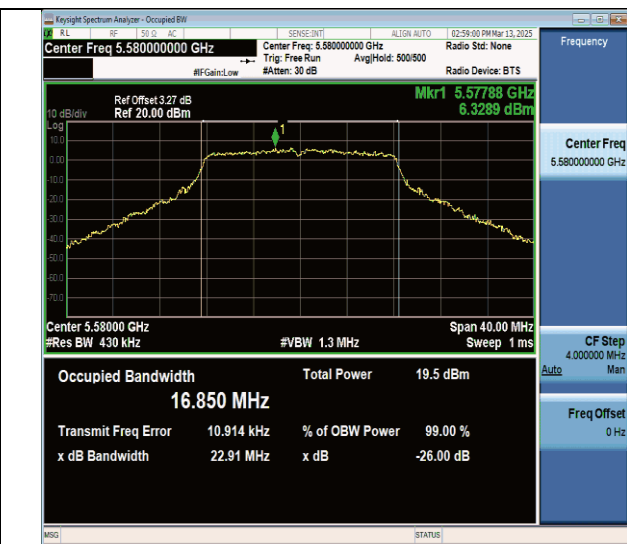 Keysight Spectrum Analyzer - Occupied BW
RL RF 50 Ω AC SENSE:INT ALIGN AUTO 02:59:00 PM Mar 13, 2025
Center Freq 5.580000000 GHz
Center Freq: 5.580000000 GHz
Radio Std: None
Trig: Free Run Avg|Hold: 500/500
#IFGain:Low #Atten: 30 dB Radio Device: BTS
Frequency
Mkr1 5.57788 GHz
6.3289 dBm
Ref Offset 3.27 dB
10 dB/div Ref 20.00 dBm
Log
1
10.0
0.00
-10.0
-20.0
-30.0
-40.0
-50.0
-60.0
-70.0
Center 5.58000 GHz Span 40.00 MHz
#Res BW 430 kHz #VBW 1.3 MHz Sweep 1 ms
Occupied Bandwidth Total Power 19.5 dBm
16.850 MHz
Transmit Freq Error 10.914 kHz % of OBW Power 99.00 %
x dB Bandwidth 22.91 MHz x dB -26.00 dB
Center Freq
5.580000000 GHz
CF Step
4.000000 MHz
Auto Man
Freq Offset
0 Hz
MSG STATUS